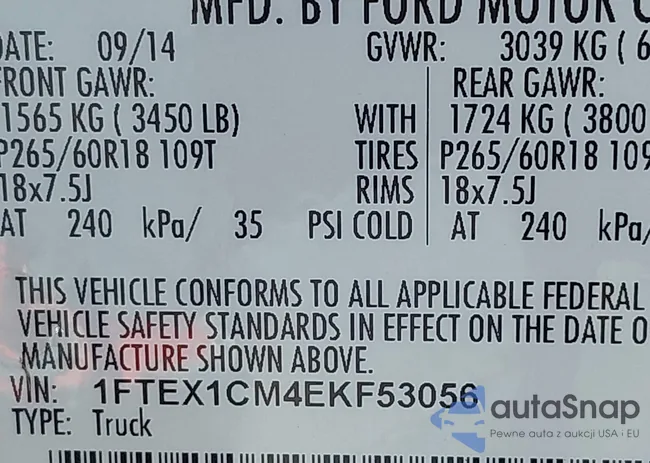 MFD. BY FORD MOTOR
DATE: 09/14 GVWR: 3039 KG ( 6
FRONT GAWR: REAR GAWR:
1565 KG ( 3450 LB) WITH 1724 KG ( 3800
P265/60R18 109T TIRES P265/60R18 109
18x7.5J RIMS 18x7.5J
AT 240 kPa/ 35 PSI COLD AT 240 kPa/
THIS VEHICLE CONFORMS TO ALL APPLICABLE FEDERAL
VEHICLE SAFETY STANDARDS IN EFFECT ON THE DATE O
MANUFACTURE SHOWN ABOVE.
VIN: 1FTEX1CM4EKF53056
TYPE: Truck
autaSnap
Pewne auta z aukcji USA i EU